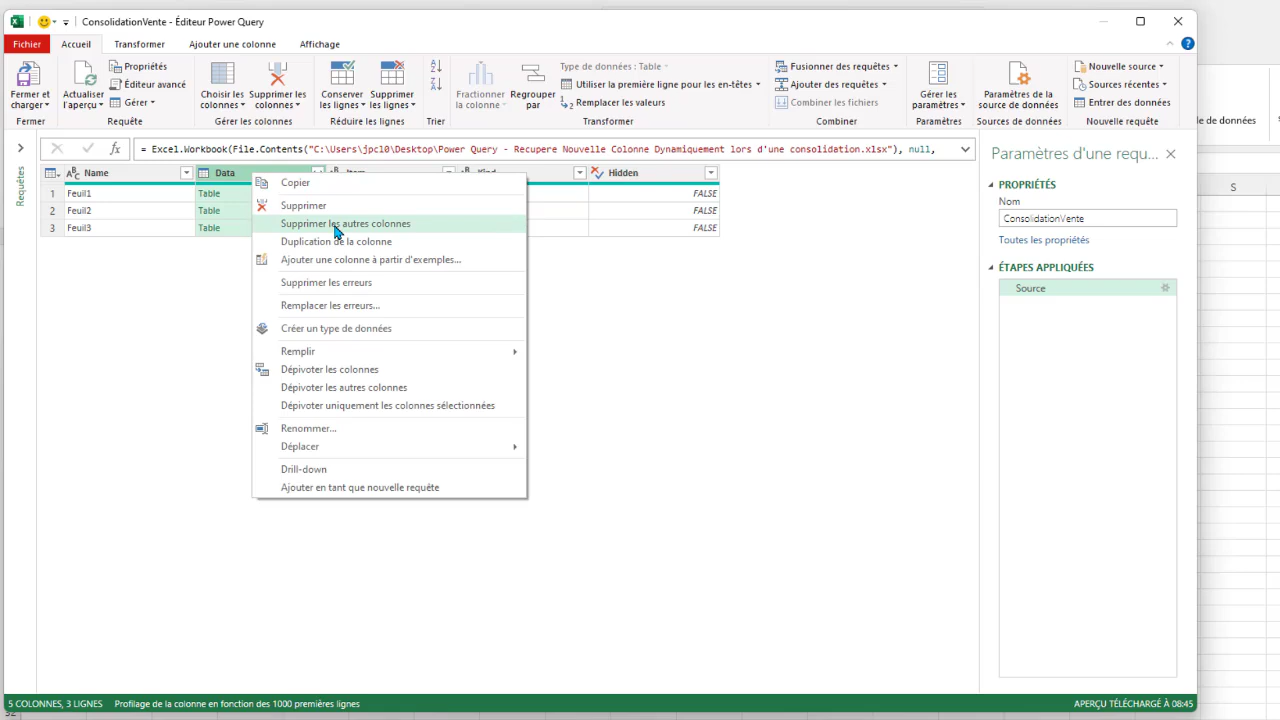 ConsolidationVente - Éditeur Power Query
Fichier Accueil Transformer Ajouter une colonne Affichage
Fermer et charger
Fermer
Actualiser l'aperçu
Propriétés
Éditeur avancé
Gérer
Requête
Choisir les colonnes
Supprimer les colonnes
Gérer les colonnes
Conserver les lignes
Supprimer les lignes
Réduire les lignes
Trier
Fractionner la colonne
Regrouper par
Type de données : Table
Utiliser la première ligne pour les en-têtes
Remplacer les valeurs
Transformer
Fusionner des requêtes
Ajouter des requêtes
Combiner les fichiers
Combiner
Gérer les paramètres
Paramètres
Paramètres de la source de données
Sources de données
Nouvelle source
Sources récentes
Entrer des données
Nouvelle requête
e de données
Requêtes
fx
= Excel.Workbook(File.Contents("C:\Users\jpcl0\Desktop\Power Query - Recupere Nouvelle Colonne Dynamiquement lors d'une consolidation.xlsx"), null,
Name Data Hidden
1 Feuil1 Table FALSE
2 Feuil2 Table FALSE
3 Feuil3 Table FALSE
Copier
Supprimer
Supprimer les autres colonnes
Duplication de la colonne
Ajouter une colonne à partir d'exemples...
Supprimer les erreurs
Remplacer les erreurs...
Créer un type de données
Remplir
Dépivoter les colonnes
Dépivoter les autres colonnes
Dépivoter uniquement les colonnes sélectionnées
Renommer...
Déplacer
Drill-down
Ajouter en tant que nouvelle requête
Paramètres d'une requ...
PROPRIÉTÉS
Nom
ConsolidationVente
Toutes les propriétés
ÉTAPES APPLIQUÉES
Source
S
5 COLONNES, 3 LIGNES Profilage de la colonne en fonction des 1000 premières lignes
APERÇU TÉLÉCHARGÉ À 08:45